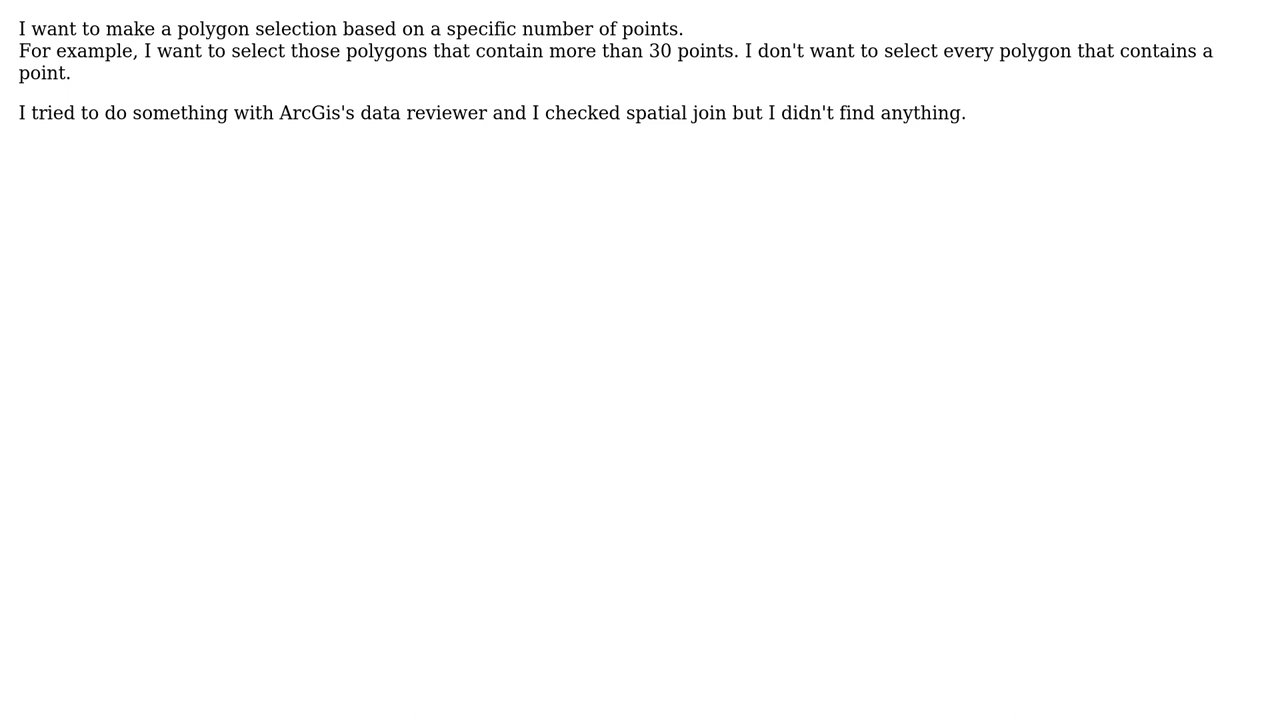 I want to make a polygon selection based on a specific number of points.
For example, I want to select those polygons that contain more than 30 points. I don't want to select every polygon that contains a
point.
I tried to do something with ArcGis's data reviewer and I checked spatial join but I didn't find anything.